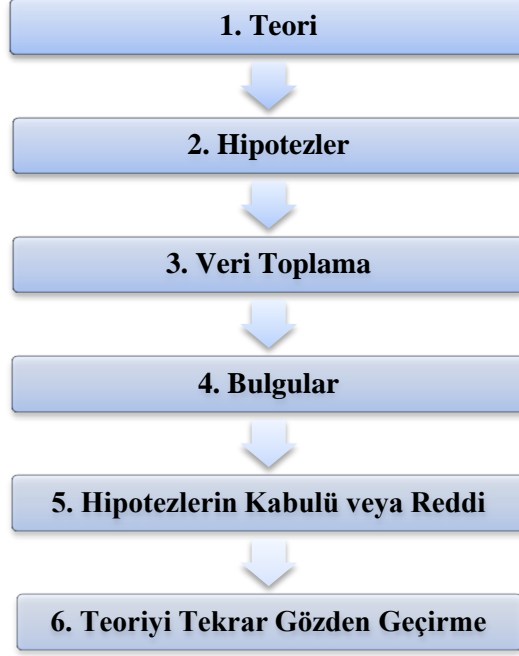 1. Teori
2. Hipotezler
3. Veri Toplama
4. Bulgular
5. Hipotezlerin Kabulü veya Reddi
6. Teoriyi Tekrar Gözden Geçirme